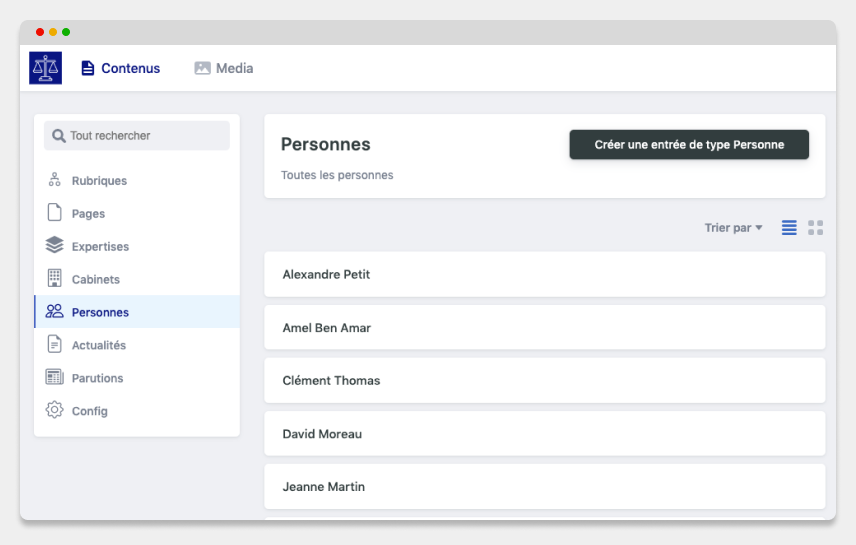 Contenus
Media
Tout rechercher
Rubriques
Pages
Expertises
Cabinets
Personnes
Actualités
Parutions
Config
Personnes
Créer une entrée de type Personne
Toutes les personnes
Trier par
Alexandre Petit
Amel Ben Amar
Clément Thomas
David Moreau
Jeanne Martin